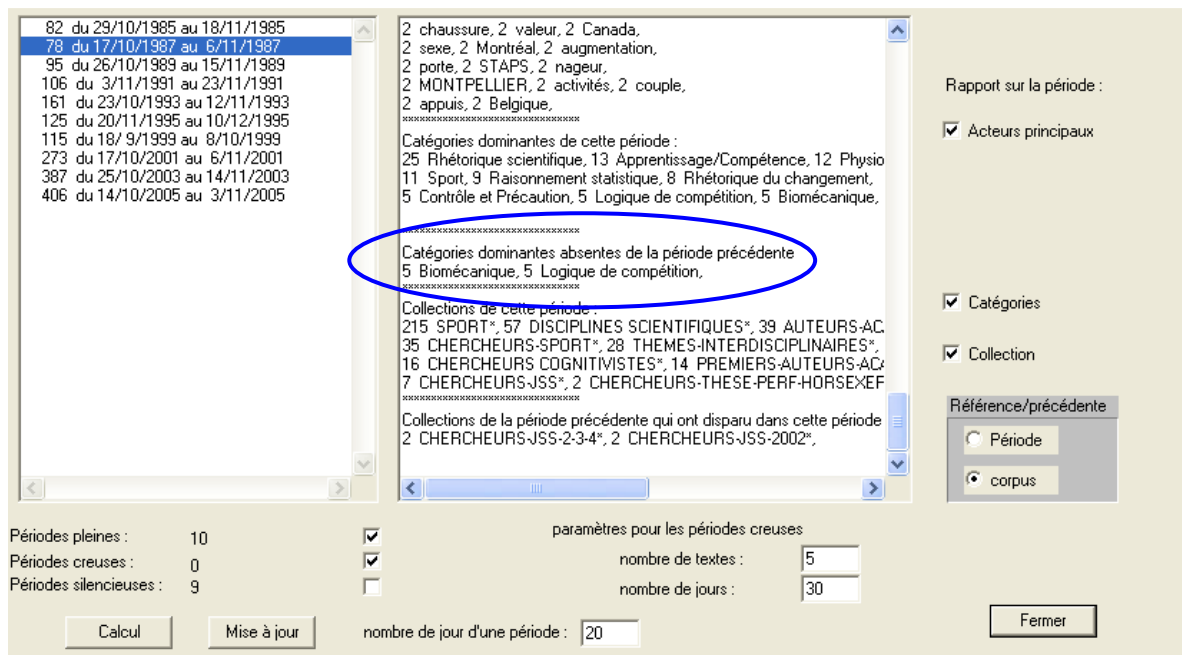 82 du 29/10/1985 au 18/11/1985
78 du 17/10/1987 au 6/11/1987
95 du 26/10/1989 au 15/11/1989
106 du 3/11/1991 au 23/11/1991
161 du 23/10/1993 au 12/11/1993
125 du 20/11/1995 au 10/12/1995
115 du 18/ 9/1999 au 8/10/1999
273 du 17/10/2001 au 6/11/2001
387 du 25/10/2003 au 14/11/2003
406 du 14/10/2005 au 3/11/2005
2 chaussure, 2 valeur, 2 Canada,
2 sexe, 2 Montréal, 2 augmentation,
2 porte, 2 STAPS, 2 nageur,
2 MONTPELLIER, 2 activités, 2 couple,
2 appuis, 2 Belgique,
Catégories dominantes de cette période :
25 Rhétorique scientifique, 13 Apprentissage/Compétence, 12 Physio
11 Sport, 9 Raisonnement statistique, 8 Rhétorique du changement,
5 Contrôle et Précaution, 5 Logique de compétition, 5 Biomécanique,
Catégories dominantes absentes de la période précédente
5 Biomécanique, 5 Logique de compétition,
Collections de cette période :
215 SPORT*, 57 DISCIPLINES SCIENTIFIQUES*, 39 AUTEURS-AC
35 CHERCHEURS-SPORT*, 28 THEMES-INTERDISCIPLINAIRES*,
16 CHERCHEURS COGNITIVISTES*, 14 PREMIERS-AUTEURS-AC
7 CHERCHEURS-JSS*, 2 CHERCHEURS-THESE-PERF-HORSEXEF
Collections de la période précédente qui ont disparu dans cette période
2 CHERCHEURS-JSS-2-3-4*, 2 CHERCHEURS-JSS-2002*,
Rapport sur la période :
Acteurs principaux
Catégories
Collection
Référence/précédente
Période
corpus
Périodes pleines : 10
Périodes creuses : 0
Périodes silencieuses : 9
paramètres pour les périodes creuses
nombre de textes : 5
nombre de jours : 30
Calcul
Mise à jour
nombre de jour d'une période : 20
Fermer